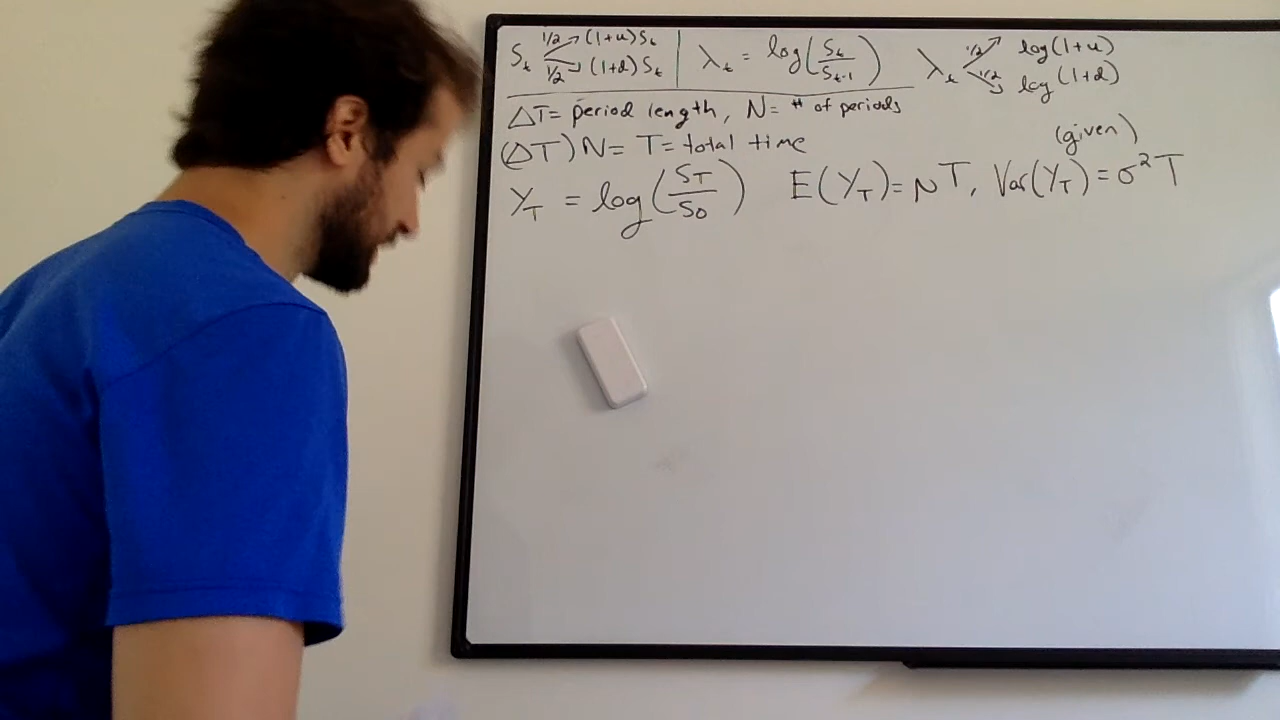 S_t 1/2 ↗ (1+u)S_t 1/2 ↘ (1+d)S_t | λ_t = log(S_t / S_{t-1}) λ_t 1/2 ↗ log(1+u) 1/2 ↘ log(1+d)
ΔT = period length, N = # of periods
(ΔT)N = T = total time (given)
Y_T = log(S_T / S_0) E(Y_T) = μT, Var(Y_T) = σ²T